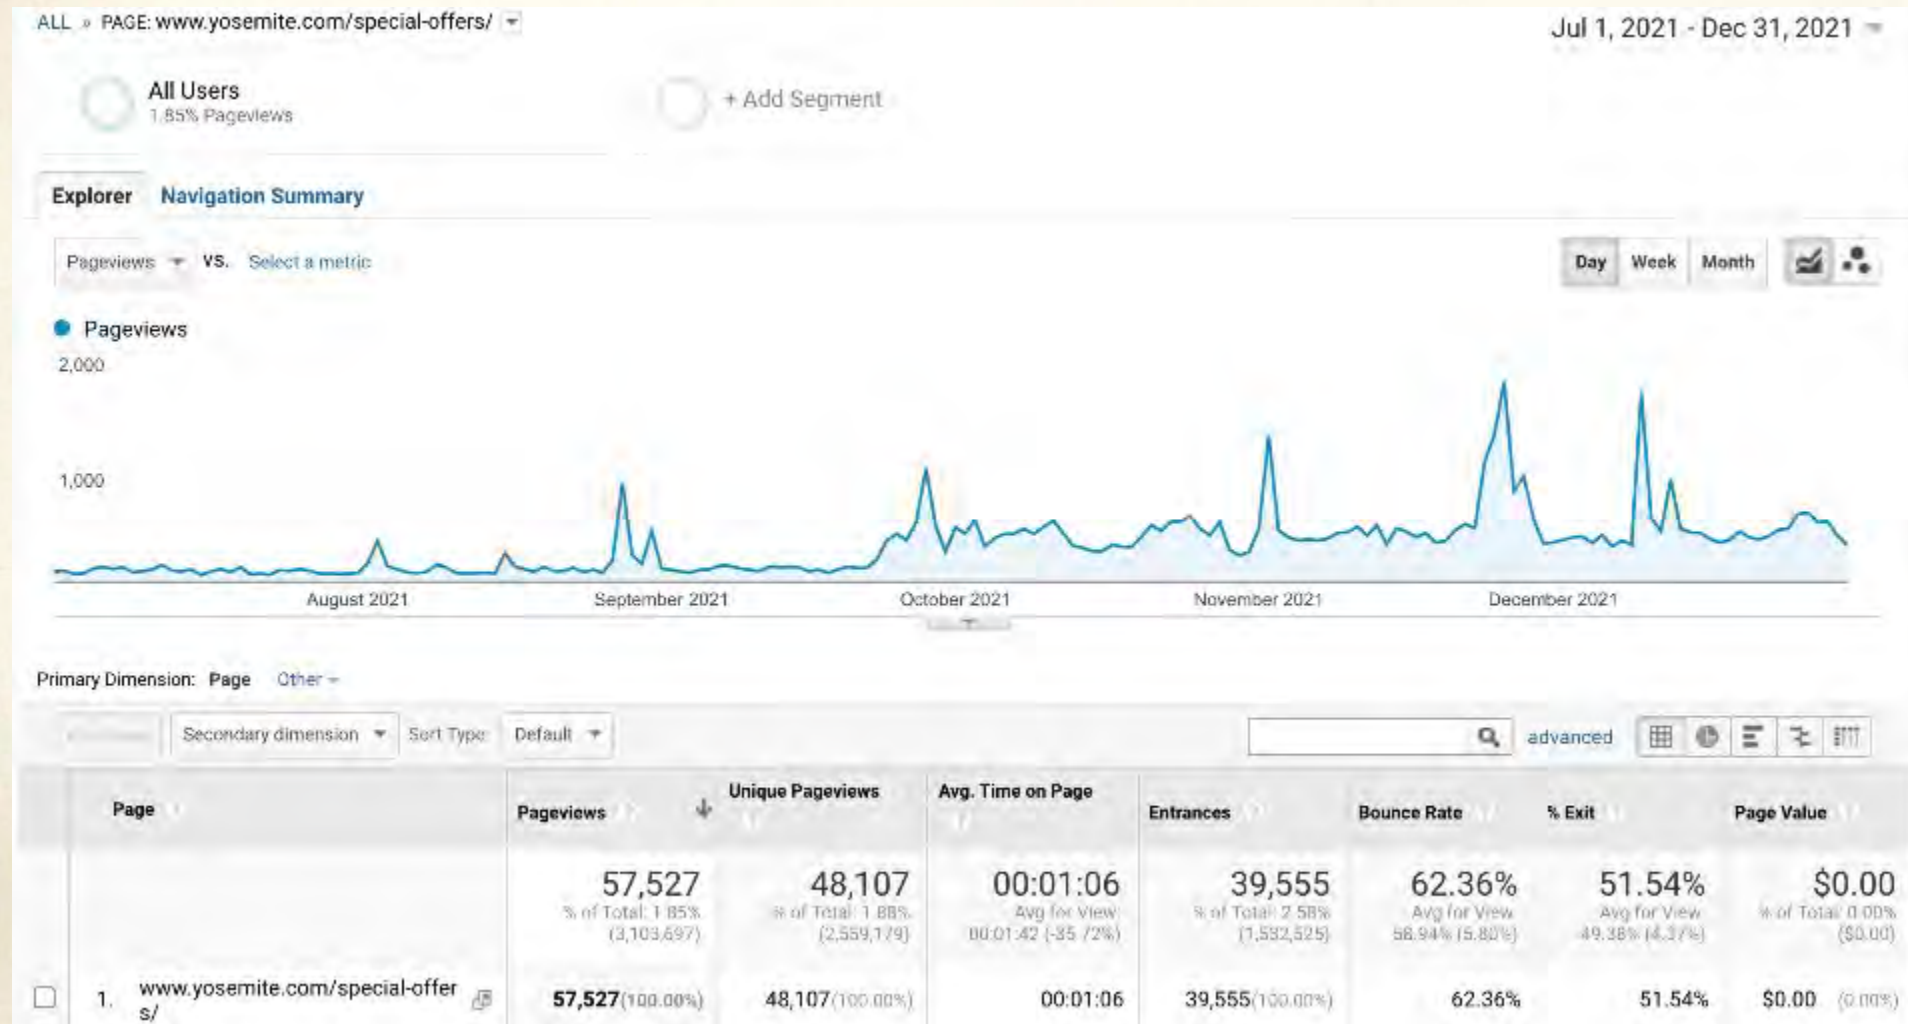 ALL » PAGE: www.yosemite.com/special-offers/
Jul 1, 2021 - Dec 31, 2021
All Users
1.85% Pageviews
+ Add Segment
Explorer Navigation Summary
Pageviews VS. Select a metric
Day Week Month
Pageviews
2,000
1,000
August 2021 September 2021 October 2021 November 2021 December 2021
Primary Dimension: Page Other
Secondary dimension Sort Type: Default advanced
Page Pageviews Unique Pageviews Avg. Time on Page Entrances Bounce Rate % Exit Page Value
57,527 48,107 00:01:06 39,555 62.36% 51.54% $0.00
% of Total: 1.85% % of Total: 1.88% Avg for View: % of Total: 2.58% Avg for View: Avg for View: % of Total: 0.00%
(3,103,697) (2,559,179) 00:01:42 (-35.72%) (1,532,525) 58.94% (5.80%) 49.38% (4.37%) ($0.00)
1. www.yosemite.com/special-offer 57,527(100.00%) 48,107(100.00%) 00:01:06 39,555(100.00%) 62.36% 51.54% $0.00 (0.00%)
s/